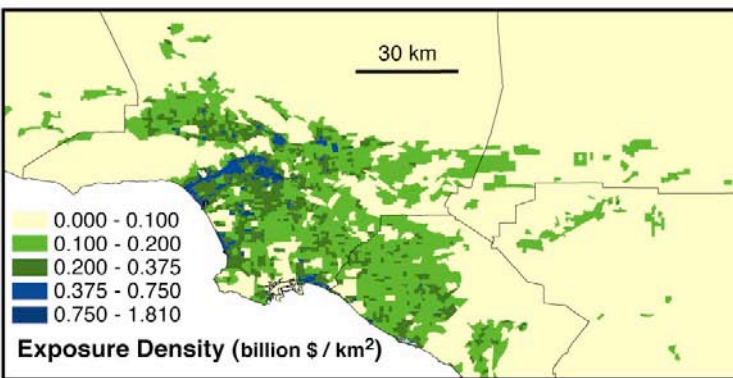 30 km
0.000 - 0.100
0.100 - 0.200
0.200 - 0.375
0.375 - 0.750
0.750 - 1.810
Exposure Density (billion $ / km²)